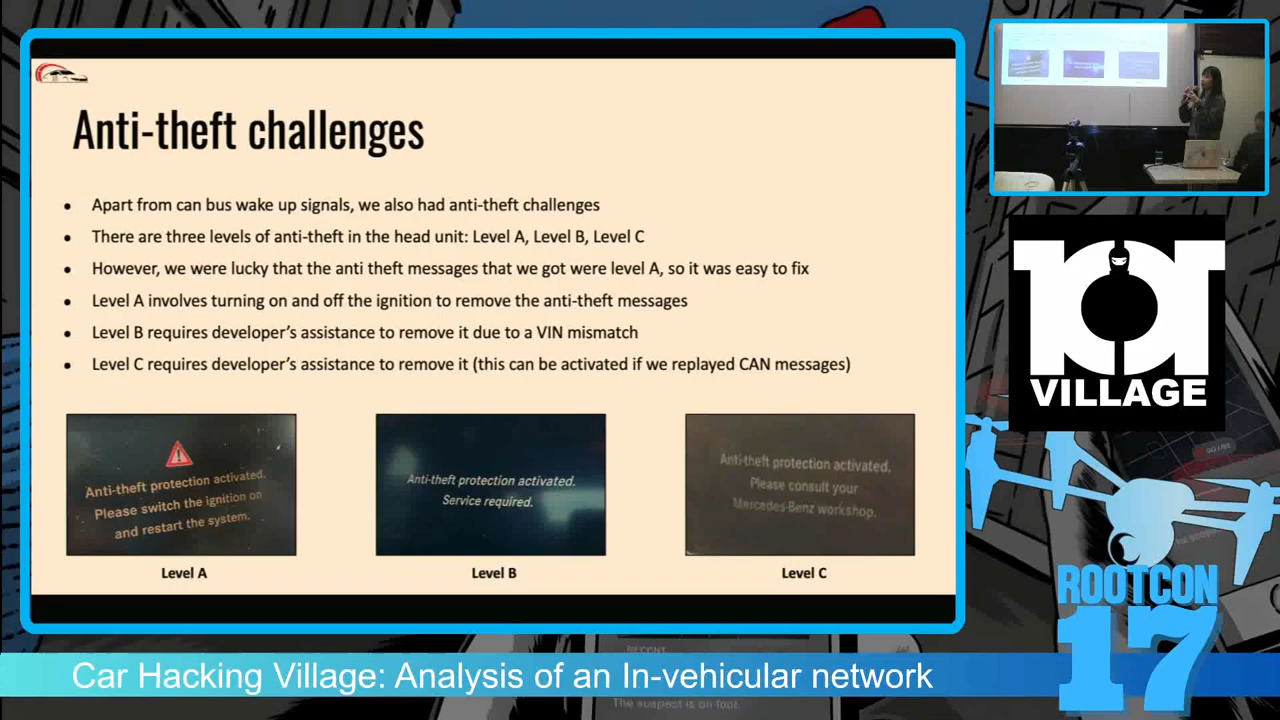 Anti-theft challenges
Apart from can bus wake up signals, we also had anti-theft challenges
There are three levels of anti-theft in the head unit: Level A, Level B, Level C
However, we were lucky that the anti theft messages that we got were level A, so it was easy to fix
Level A involves turning on and off the ignition to remove the anti-theft messages
Level B requires developer's assistance to remove it due to a VIN mismatch
Level C requires developer's assistance to remove it (this can be activated if we replayed CAN messages)
Anti-theft protection activated.
Please switch the ignition on
and restart the system.
Level A
Anti-theft protection activated.
Service required.
Level B
Anti-theft protection activated.
Please consult your
Mercedes-Benz workshop.
Level C
VILLAGE
ROOTCON
17
Car Hacking Village: Analysis of an In-vehicular network
RECENT
The suspect is on foot.